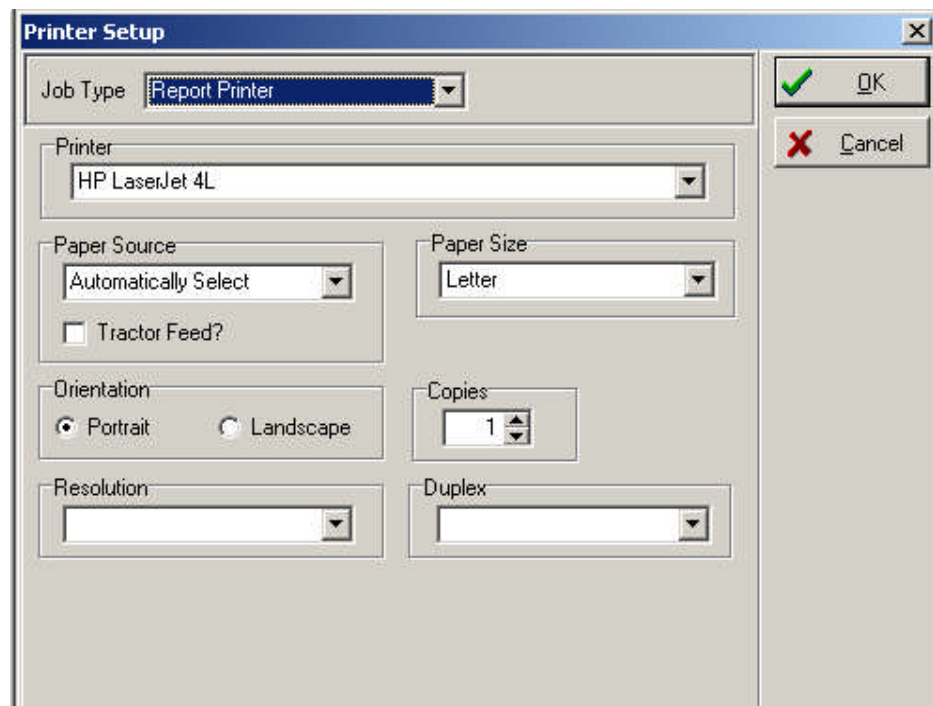 Printer Setup
Job Type Report Printer
OK
Cancel
Printer
HP LaserJet 4L
Paper Source
Automatically Select
Tractor Feed?
Paper Size
Letter
Orientation
Portrait Landscape
Copies
1
Resolution
Duplex